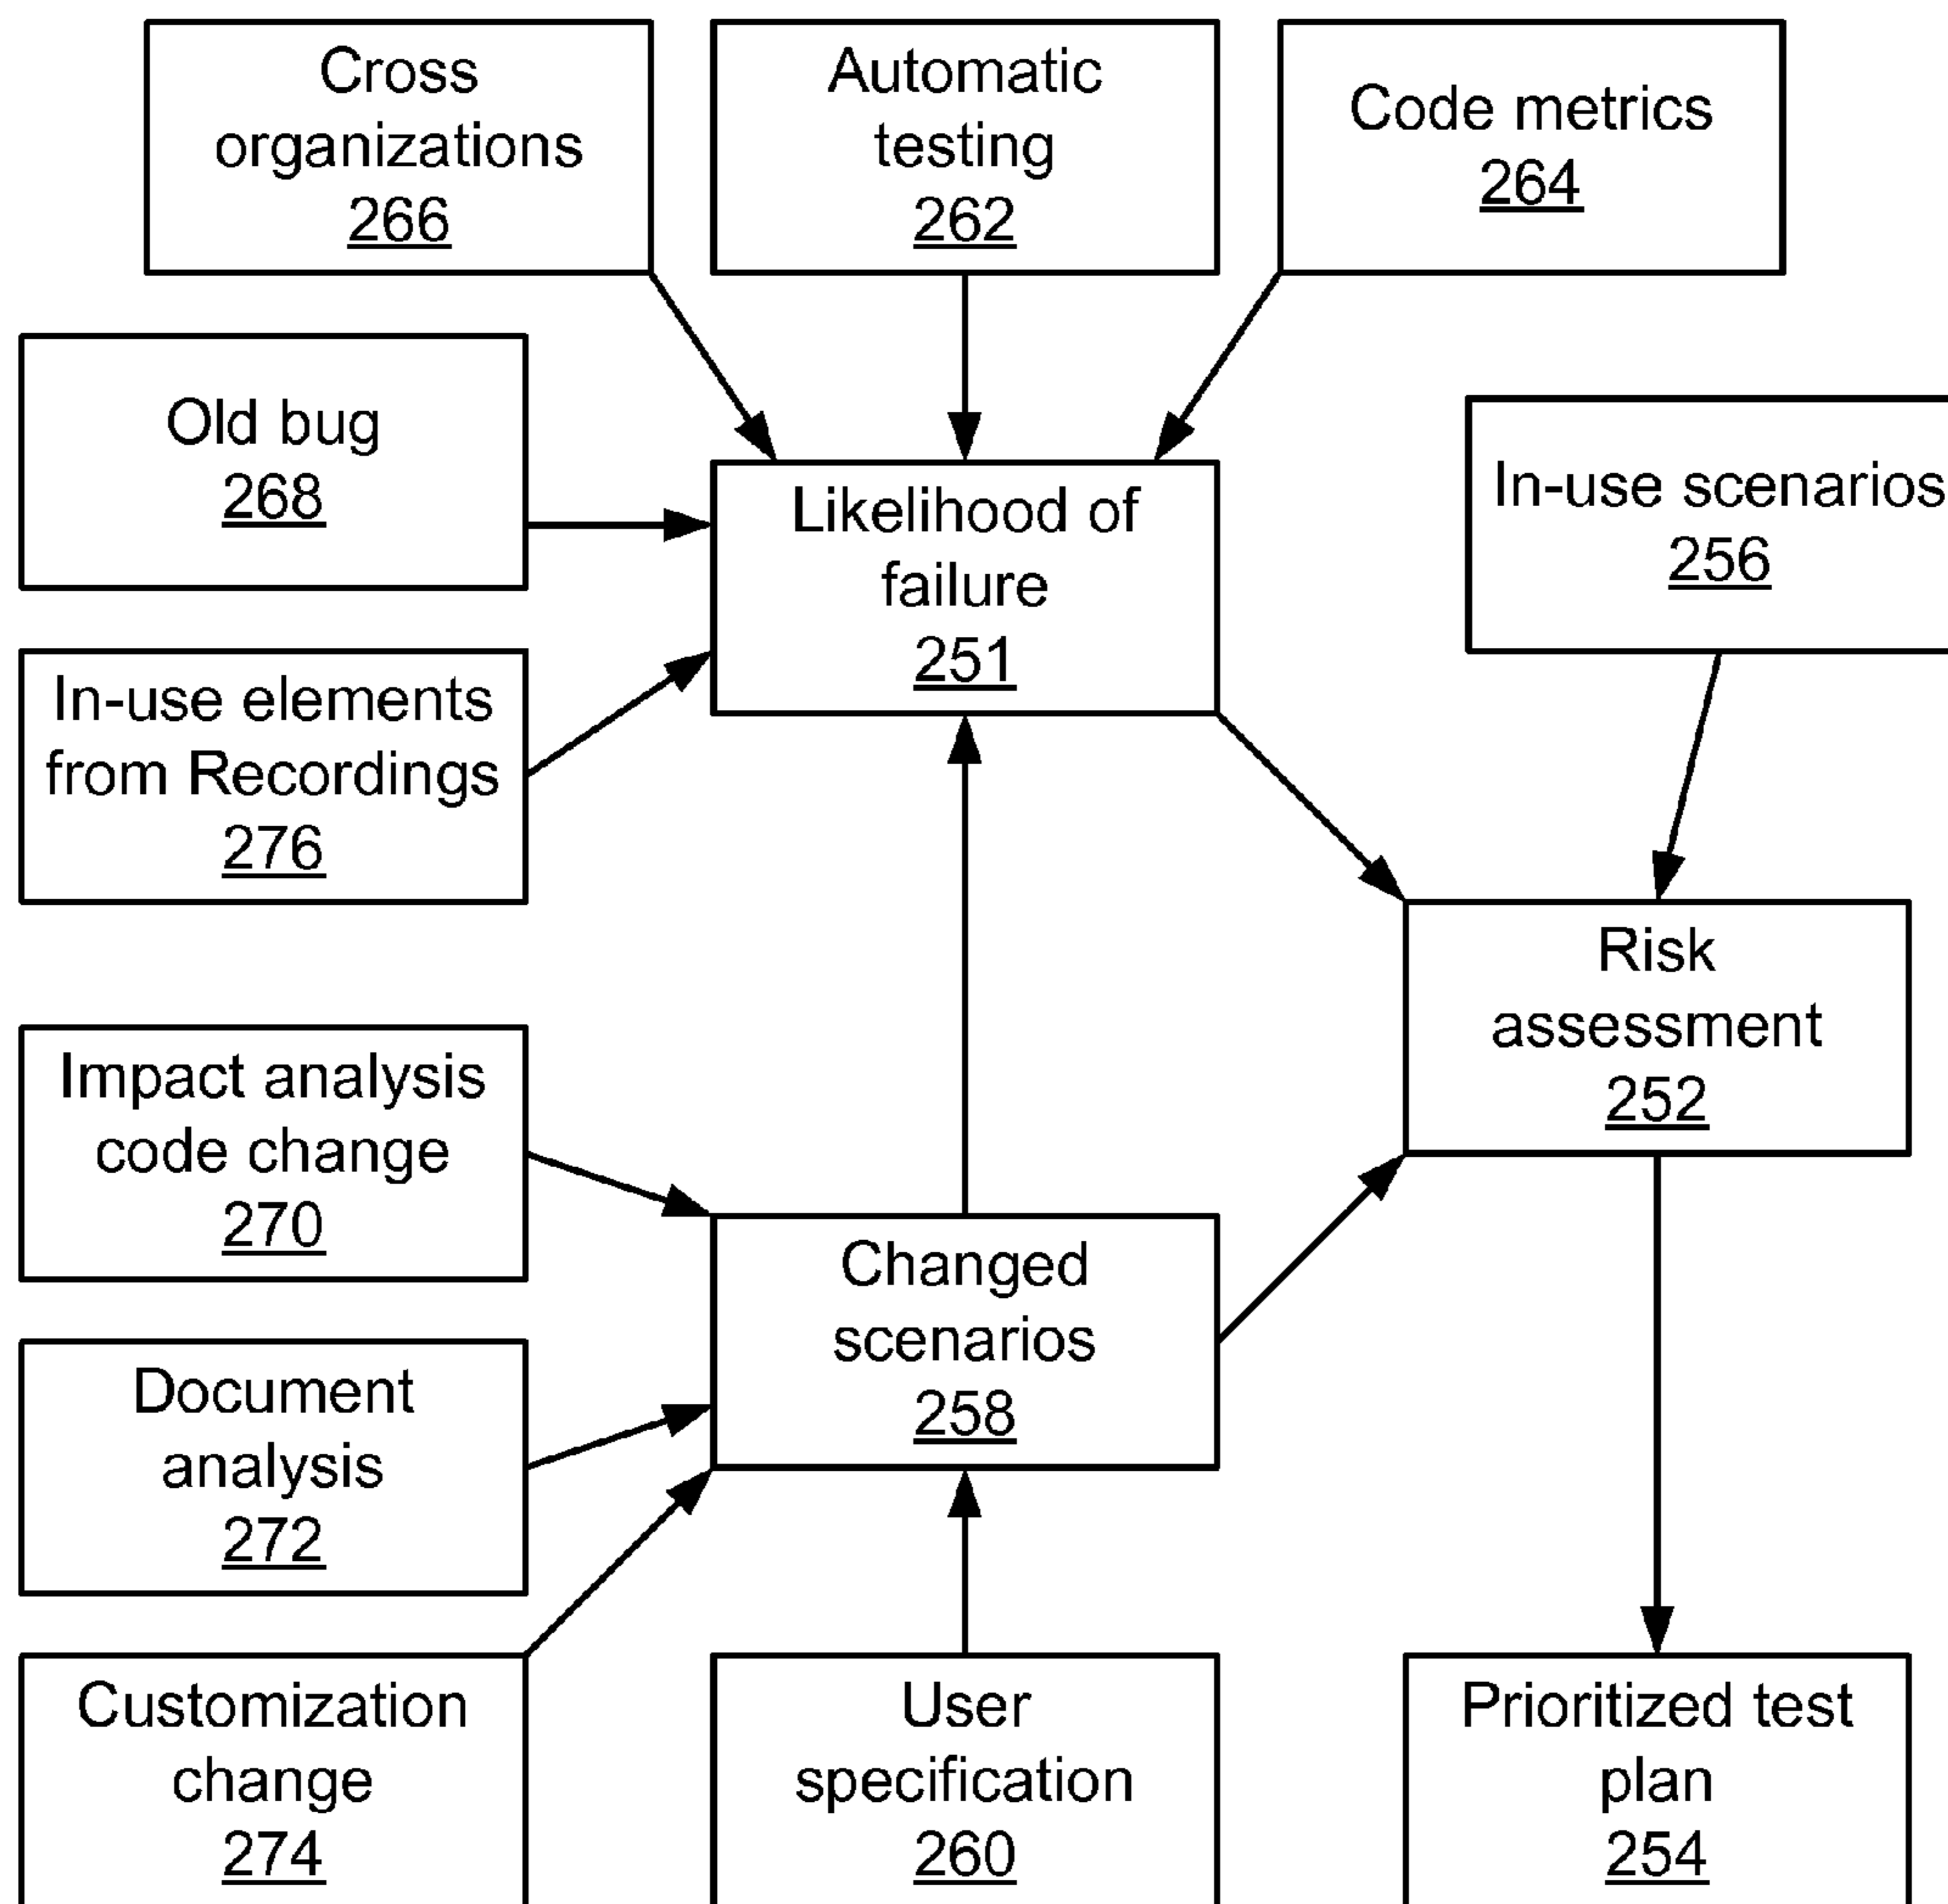 Cross
organizations
266
Automatic
testing
262
Code metrics
264
Old bug
268
Likelihood of
failure
251
In-use scenarios
256
In-use elements
from Recordings
276
Risk
assessment
252
Impact analysis
code change
270
Changed
scenarios
258
Document
analysis
272
Customization
change
274
User
specification
260
Prioritized test
plan
254